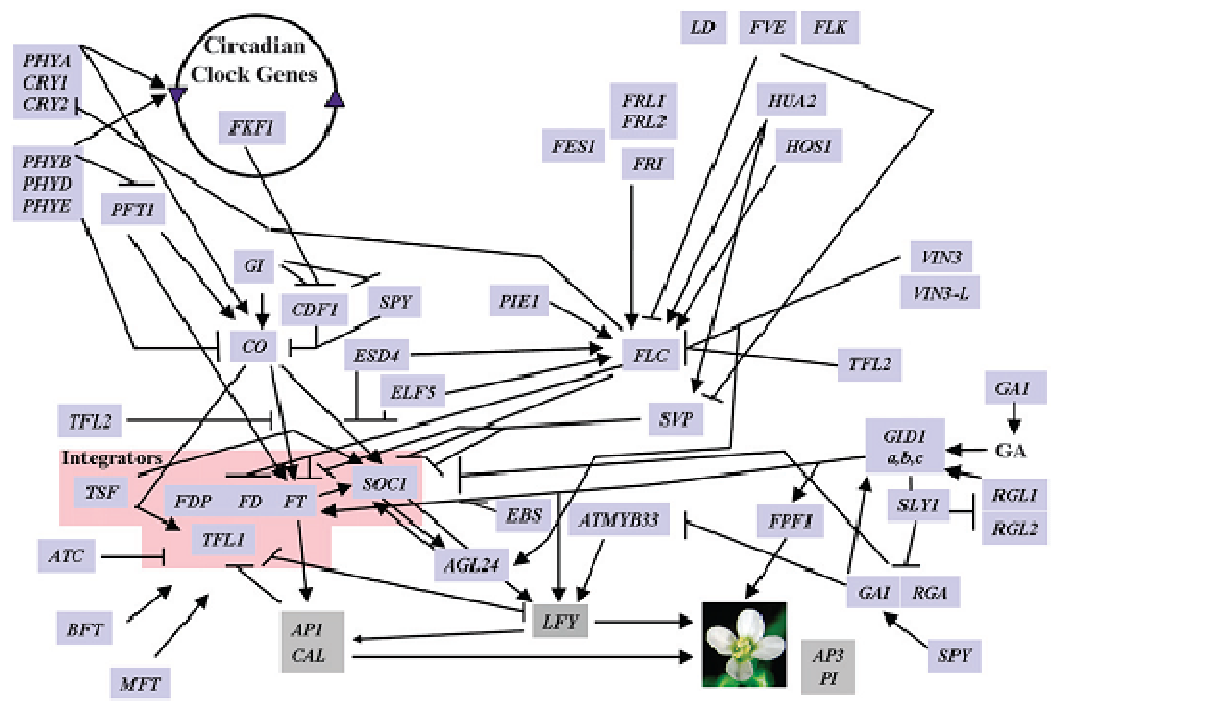 LD
FVE
FLK
Circadian
Clock Genes
PHYA
CRY1
CRY2
FKF1
FRL1
FRL2
HUA2
FES1
HOS1
FRI
PHYB
PHYD
PHYE
PFT1
GI
VIN3
VIN3-L
CDF1
SPY
PIE1
CO
ESD4
FLC
TFL2
ELF5
GA1
TFL2
SVP
GLD1
a,b,c
GA
Integrators
TSF
SOC1
FDP
FD
FT
EBS
ATMYB33
FPF1
SLY1
RGL1
RGL2
TFL1
ATC
AGL24
GAI
RGA
BFT
AP1
CAL
LFY
AP3
PI
SPY
MFT